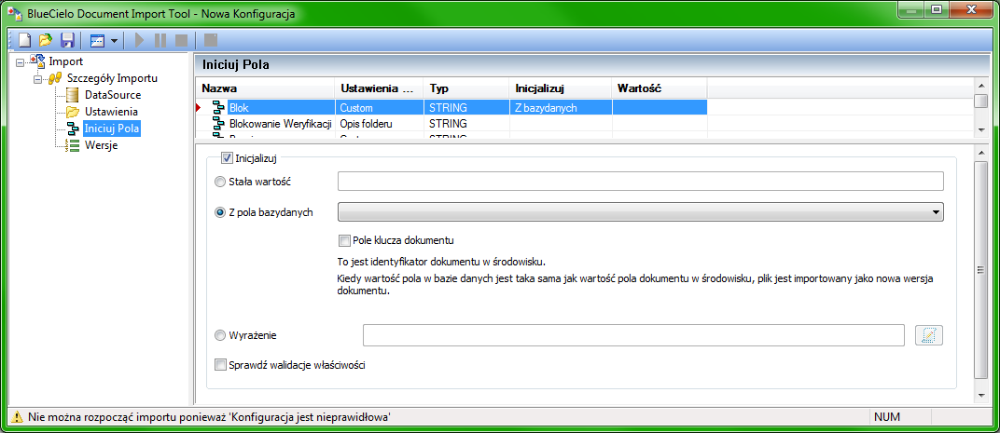 BlueCielo Document Import Tool - Nowa Konfiguracja
Import
Szczegóły Importu
DataSource
Ustawienia
Iniciuj Pola
Wersje
Iniciuj Pola
Nazwa Ustawienia ... Typ Inicjalizuj Wartość
Blok Custom STRING Z bazydanych
Blokowanie Weryfikacji Opis folderu STRING
Inicjalizuj
Stała wartość
Z pola bazydanych
Pole klucza dokumentu
To jest identyfikator dokumentu w środowisku.
Kiedy wartość pola w bazie danych jest taka sama jak wartość pola dokumentu w środowisku, plik jest importowany jako nowa wersja
dokumentu.
Wyrażenie
Sprawdź walidacje właściwości
Nie można rozpocząć importu ponieważ 'Konfiguracja jest nieprawidłowa'
NUM